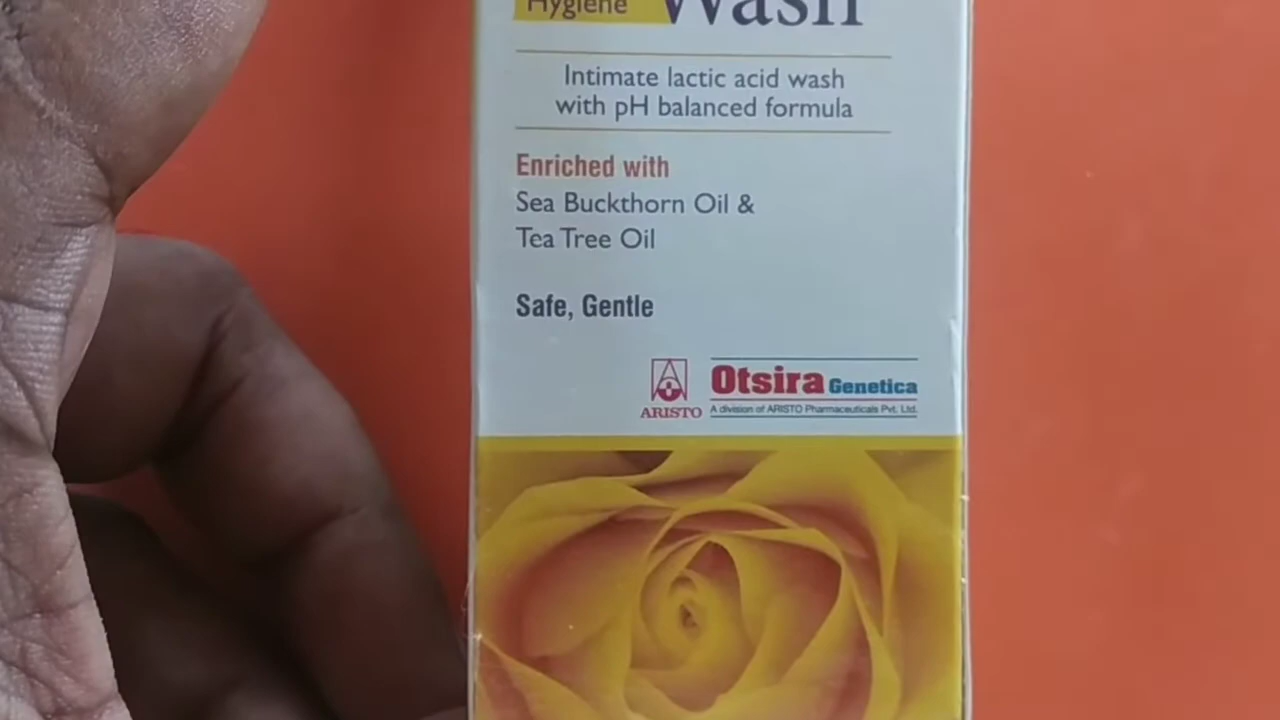 Hygiene Wash
Intimate lactic acid wash
with pH balanced formula
Enriched with
Sea Buckthorn Oil &
Tea Tree Oil
Safe, Gentle
ARISTO
Otsira Genetica
A division of ARISTO Pharmaceuticals Pvt. Ltd.